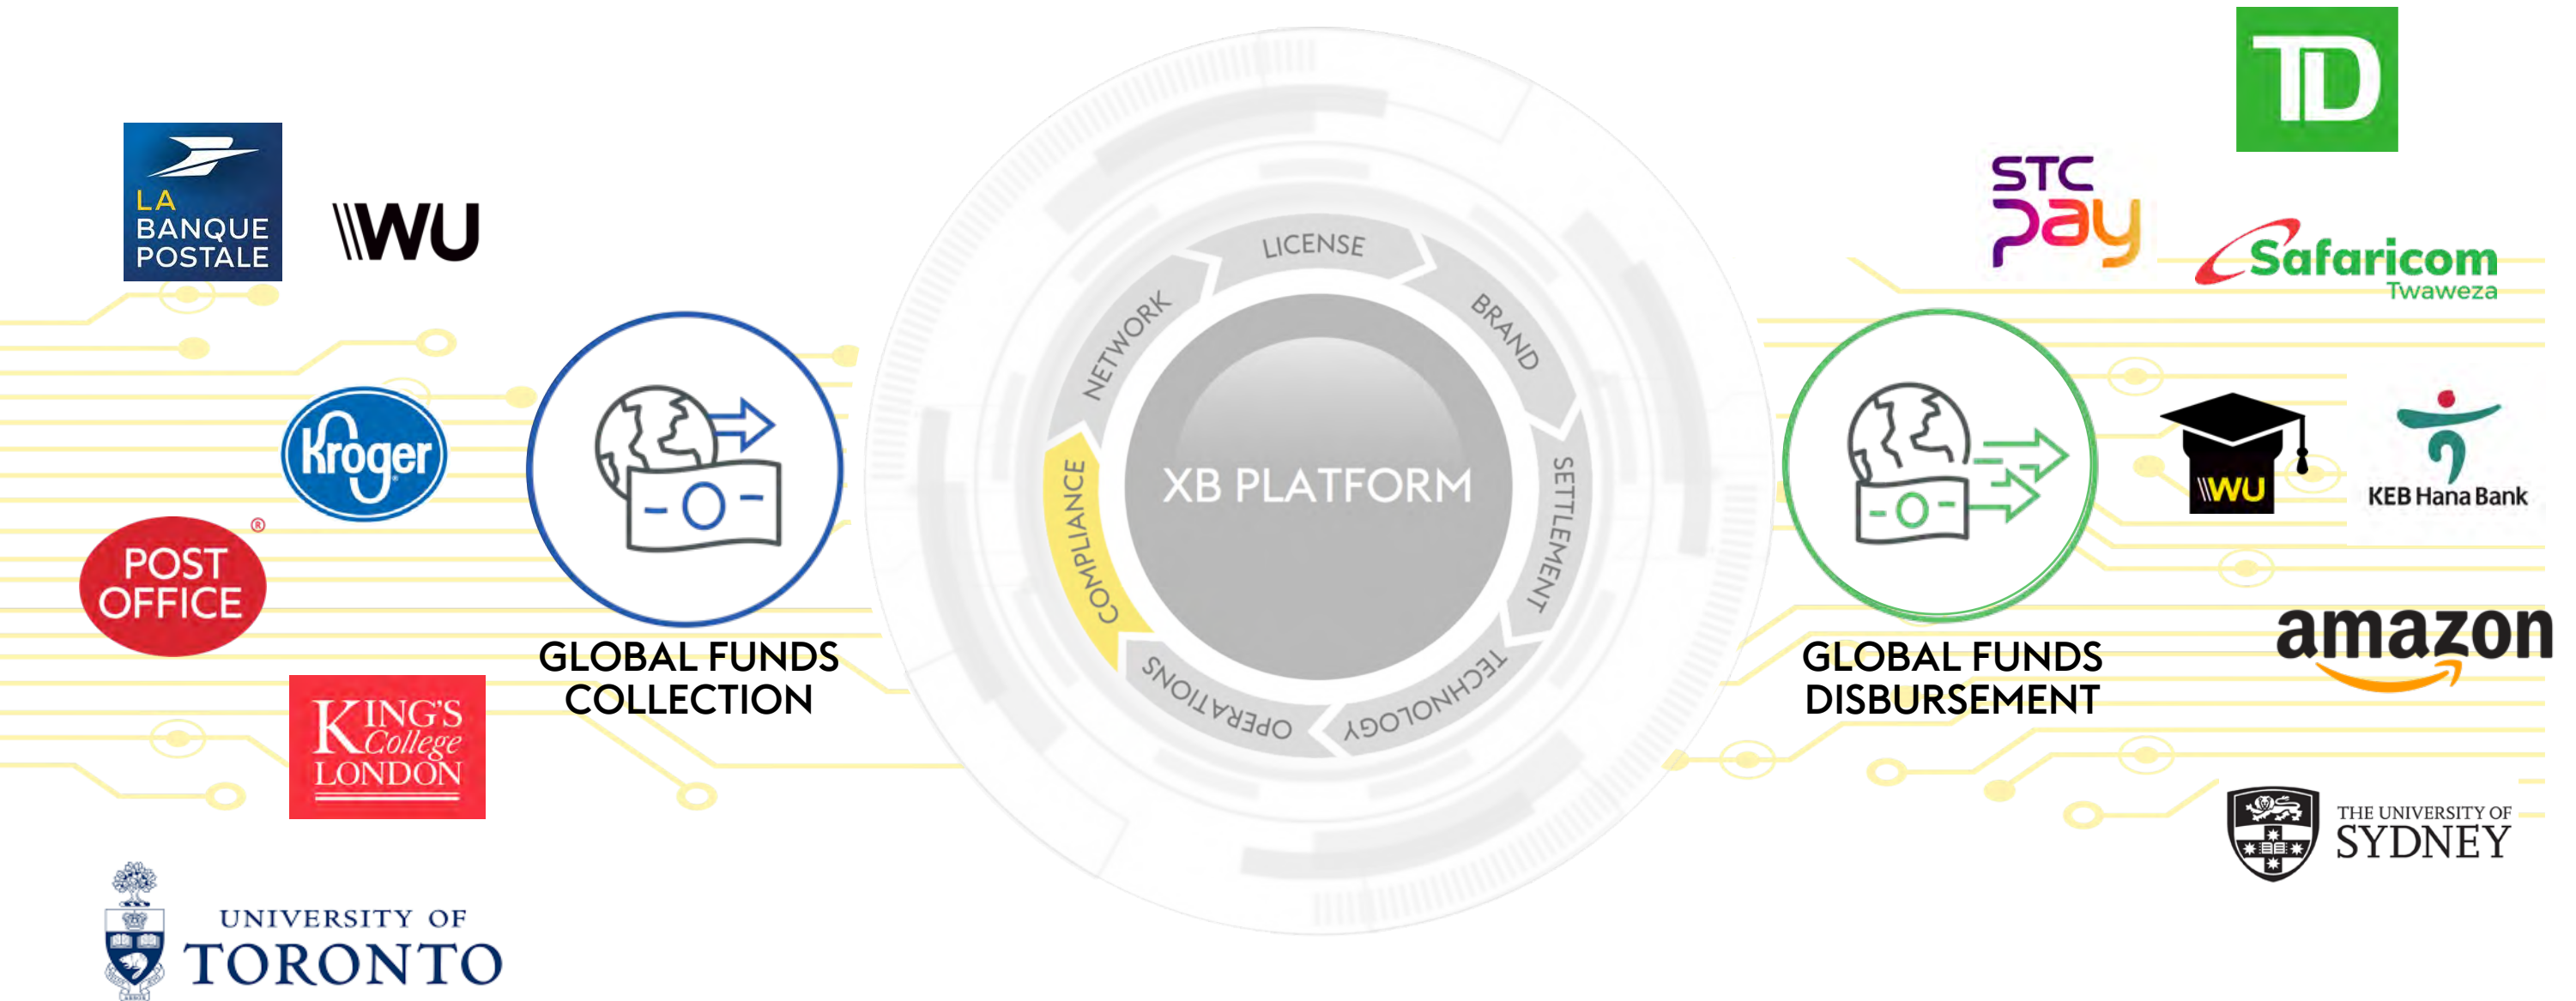 LA
BANQUE
POSTALE
WU
Kroger
POST
OFFICE
®
KING'S
College
LONDON
UNIVERSITY OF
TORONTO
GLOBAL FUNDS
COLLECTION
XB PLATFORM
LICENSE
BRAND
SETTLEMENT
TECHNOLOGY
OPERATIONS
COMPLIANCE
NETWORK
GLOBAL FUNDS
DISBURSEMENT
TD
STC
pay
Safaricom
Twaweza
WU
KEB Hana Bank
amazon
THE UNIVERSITY OF
SYDNEY